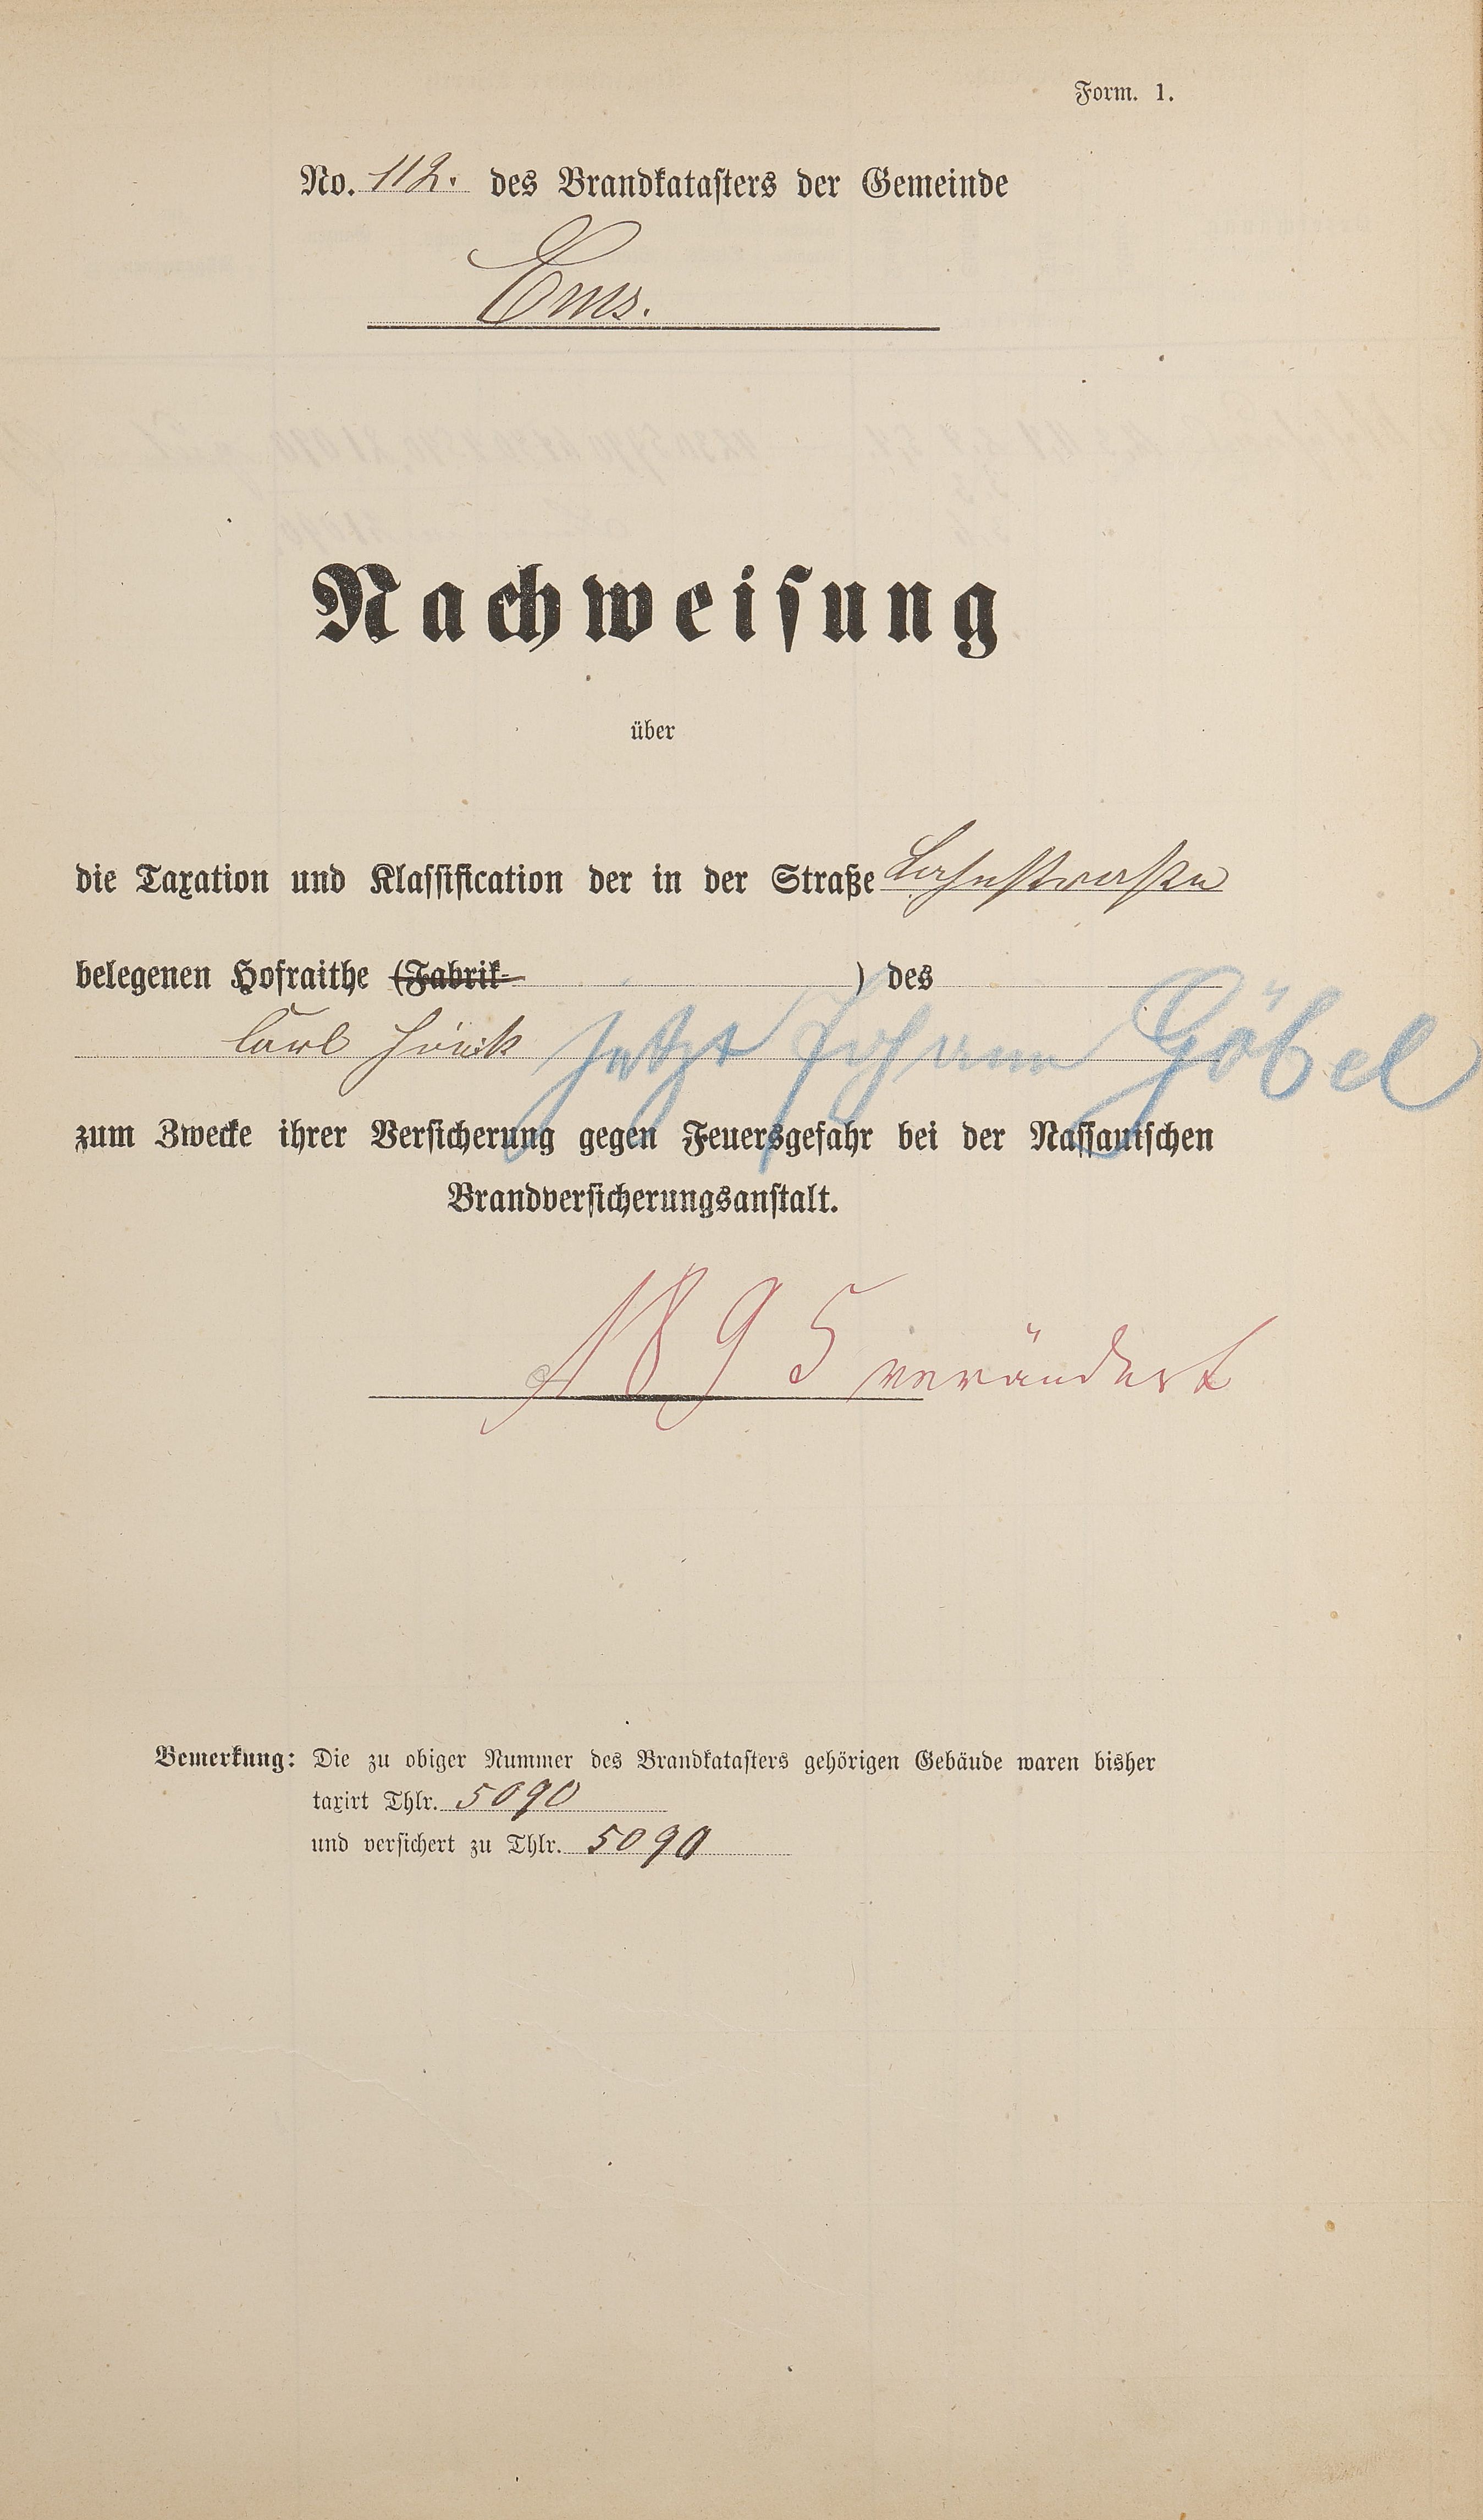 Form. 1.
No. 112. des Brandkatasters der Gemeinde
Ems.
Nachweisung
über
die Taxation und Klassification der in der Straße Lahnstraße
belegenen Hofraithe (Fabrik- ) des
Carl jetzt Johann Göbel
zum Zwecke ihrer Versicherung gegen Feuersgefahr bei der Nassauischen
Brandversicherungsanstalt.
1895 verändert
Bemerkung: Die zu obiger Nummer des Brandkatasters gehörigen Gebäude waren bisher
taxirt Thlr. 5090
und versichert zu Thlr. 5090